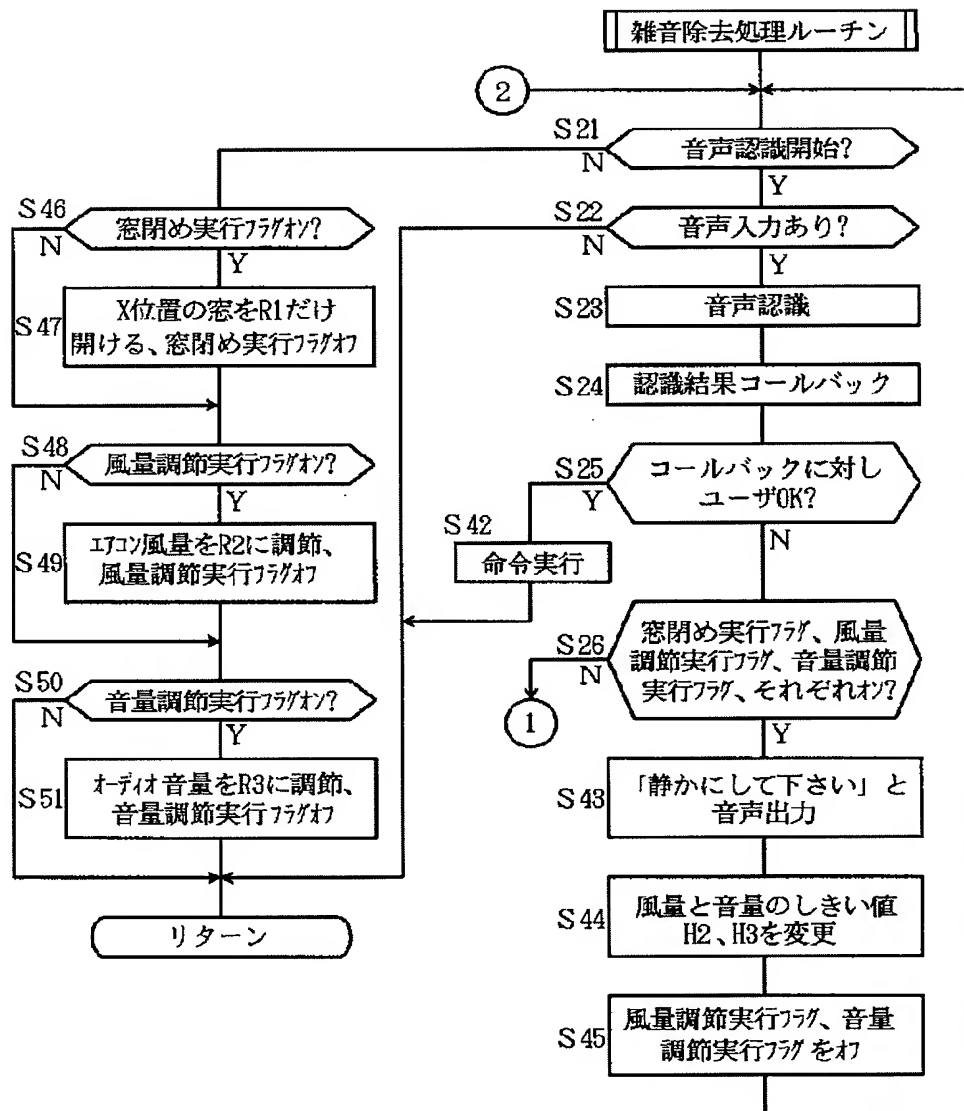 雑音除去処理ルーチン
2
S21
音声認識開始?
N
Y
S46
窓閉め実行フラグオン?
N
Y
S22
音声入力あり?
N
Y
S47
X位置の窓をR1だけ
開ける、窓閉め実行フラグオフ
S23
音声認識
S24
認識結果コールバック
S48
風量調節実行フラグオン?
N
Y
S25
コールバックに対し
ユーザOK?
Y
N
S49
エアコン風量をR2に調節、
風量調節実行フラグオフ
S42
命令実行
S26
窓閉め実行フラグ、風量
調節実行フラグ、音量調節
実行フラグ、それぞれオン?
N
Y
1
S50
音量調節実行フラグオン?
N
Y
S51
オーディオ音量をR3に調節、
音量調節実行フラグオフ
S43
「静かにして下さい」と
音声出力
リターン
S44
風量と音量のしきい値
H2、H3を変更
S45
風量調節実行フラグ、音量
調節実行フラグをオフ